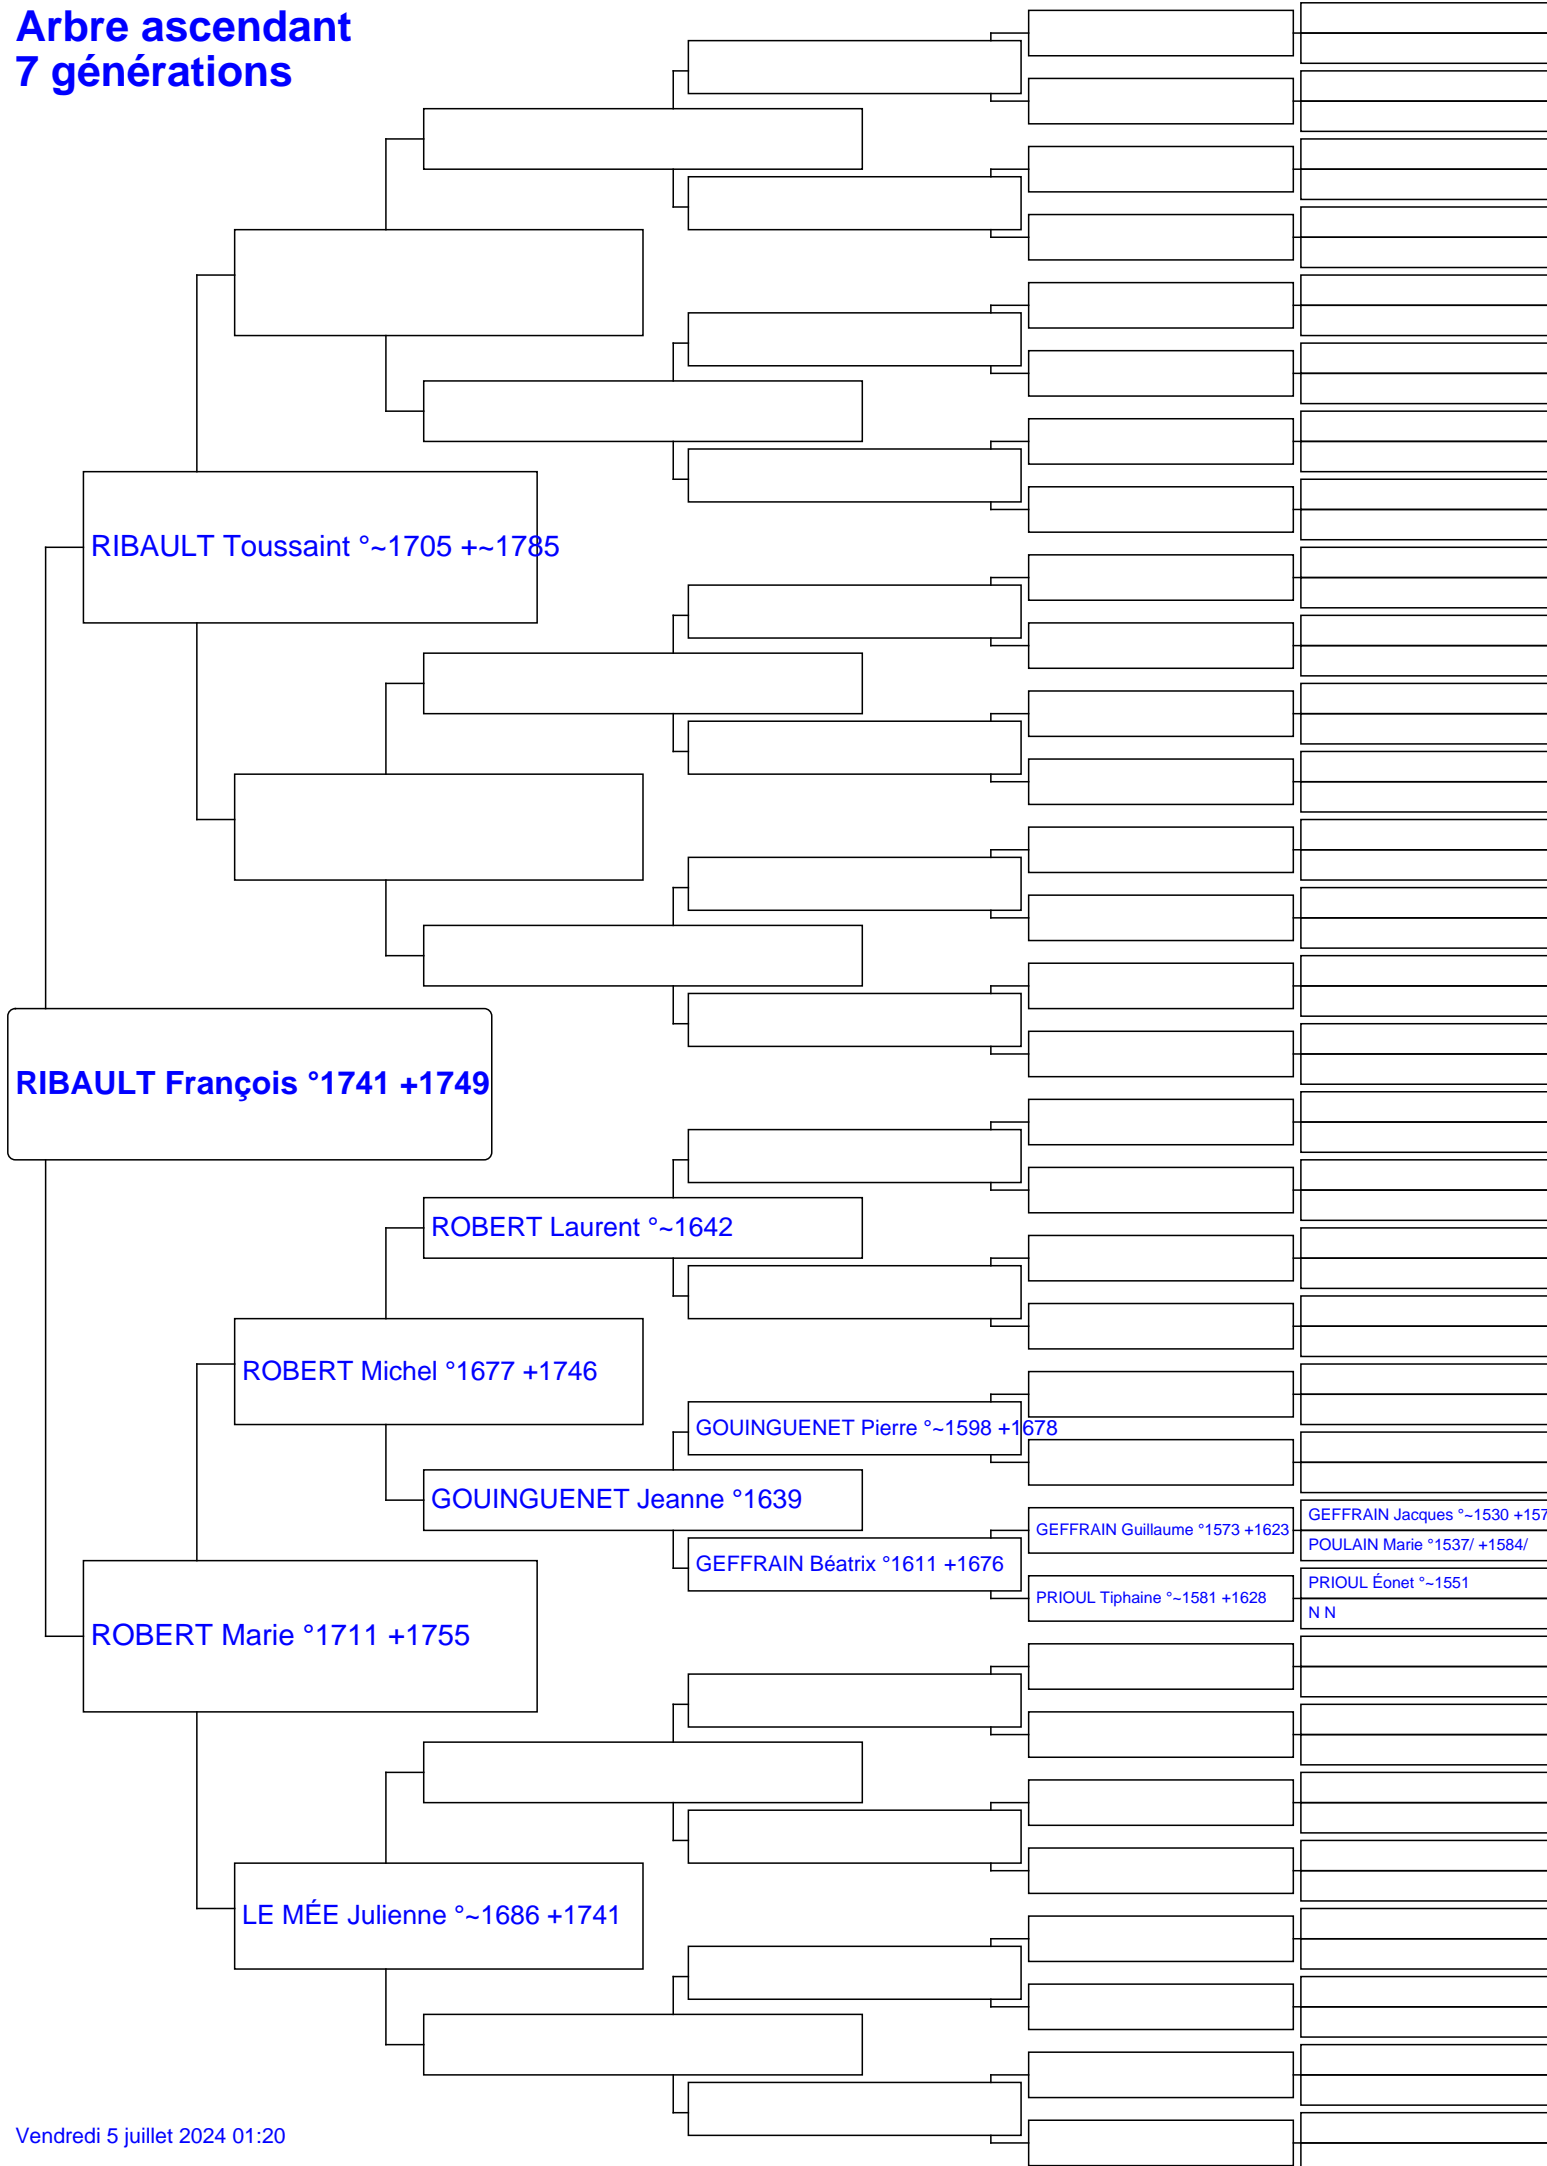 Arbre ascendant
7 générations
RIBAULT Toussaint °~1705 +~1785
RIBAULT François °1741 +1749
ROBERT Laurent °~1642
ROBERT Michel °1677 +1746
GOUINGUENET Pierre °~1598 +1678
GOUINGUENET Jeanne °1639
GEFFRAIN Jacques °~1530 +157
GEFFRAIN Guillaume °1573 +1623
POULAIN Marie °1537/ +1584/
GEFFRAIN Béatrix °1611 +1676
PRIOUL Éonet °~1551
PRIOUL Tiphaine °~1581 +1628
N N
ROBERT Marie °1711 +1755
LE MÉE Julienne °~1686 +1741
Vendredi 5 juillet 2024 01:20